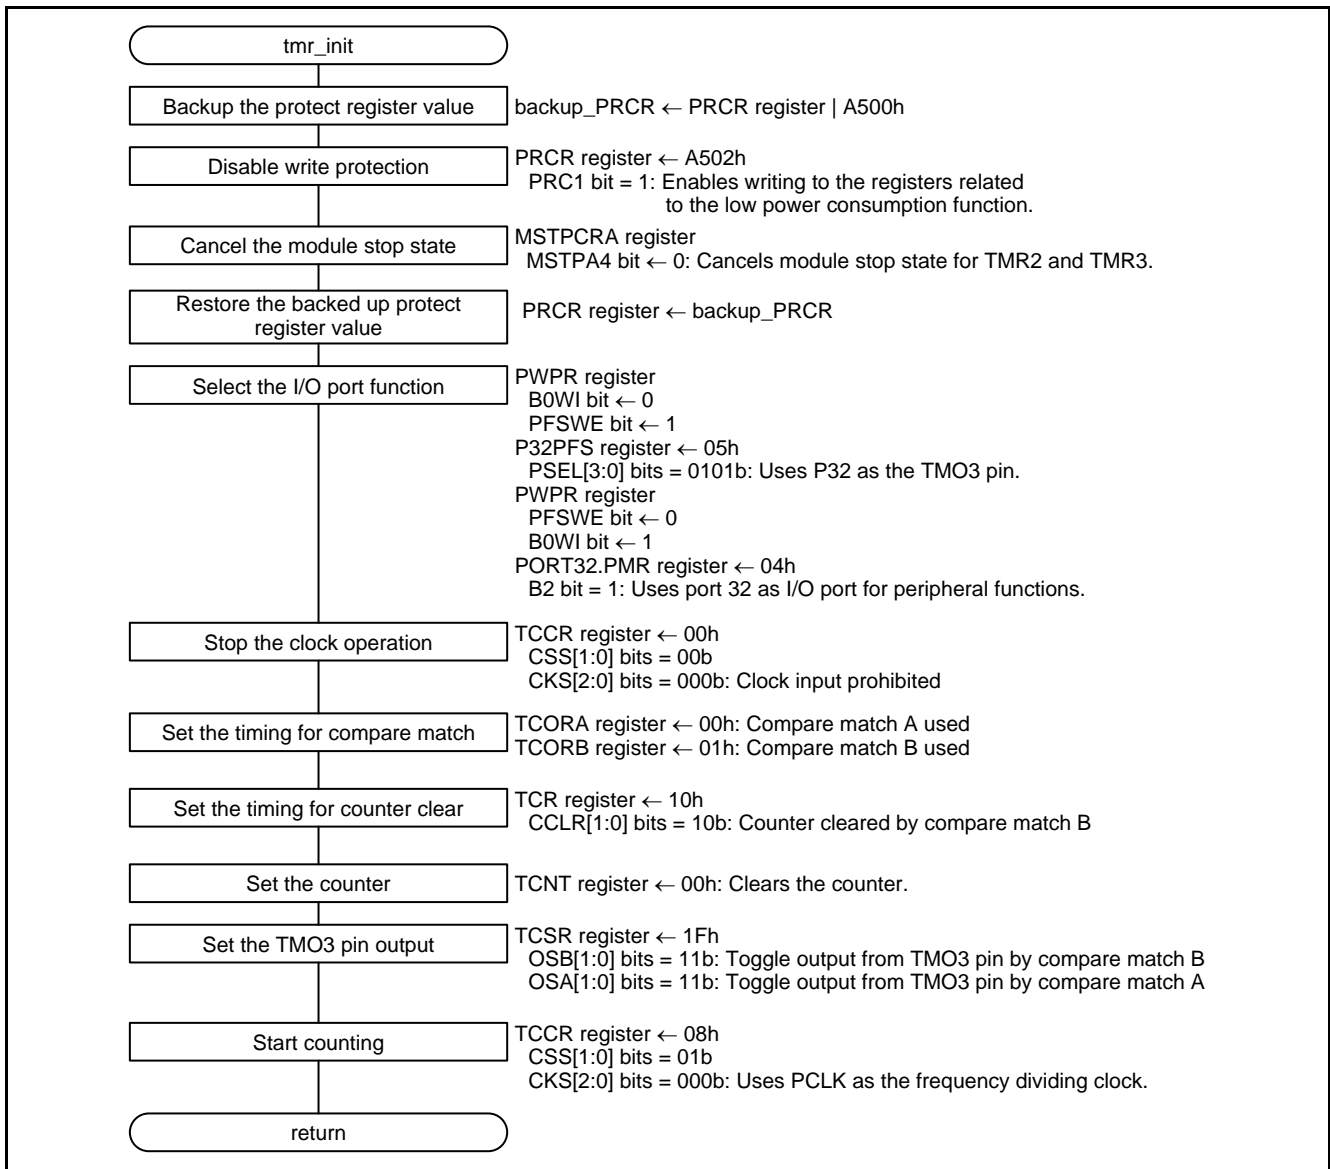 tmr_init
Backup the protect register value
backup_PRCR ← PRCR register | A500h
Disable write protection
PRCR register ← A502h
PRC1 bit = 1: Enables writing to the registers related
to the low power consumption function.
Cancel the module stop state
MSTPCRA register
MSTPA4 bit ← 0: Cancels module stop state for TMR2 and TMR3.
Restore the backed up protect
register value
PRCR register ← backup_PRCR
Select the I/O port function
PWPR register
B0WI bit ← 0
PFSWE bit ← 1
P32PFS register ← 05h
PSEL[3:0] bits = 0101b: Uses P32 as the TMO3 pin.
PWPR register
PFSWE bit ← 0
B0WI bit ← 1
PORT32.PMR register ← 04h
B2 bit = 1: Uses port 32 as I/O port for peripheral functions.
Stop the clock operation
TCCR register ← 00h
CSS[1:0] bits = 00b
CKS[2:0] bits = 000b: Clock input prohibited
Set the timing for compare match
TCORA register ← 00h: Compare match A used
TCORB register ← 01h: Compare match B used
Set the timing for counter clear
TCR register ← 10h
CCLR[1:0] bits = 10b: Counter cleared by compare match B
Set the counter
TCNT register ← 00h: Clears the counter.
Set the TMO3 pin output
TCSR register ← 1Fh
OSB[1:0] bits = 11b: Toggle output from TMO3 pin by compare match B
OSA[1:0] bits = 11b: Toggle output from TMO3 pin by compare match A
Start counting
TCCR register ← 08h
CSS[1:0] bits = 01b
CKS[2:0] bits = 000b: Uses PCLK as the frequency dividing clock.
return